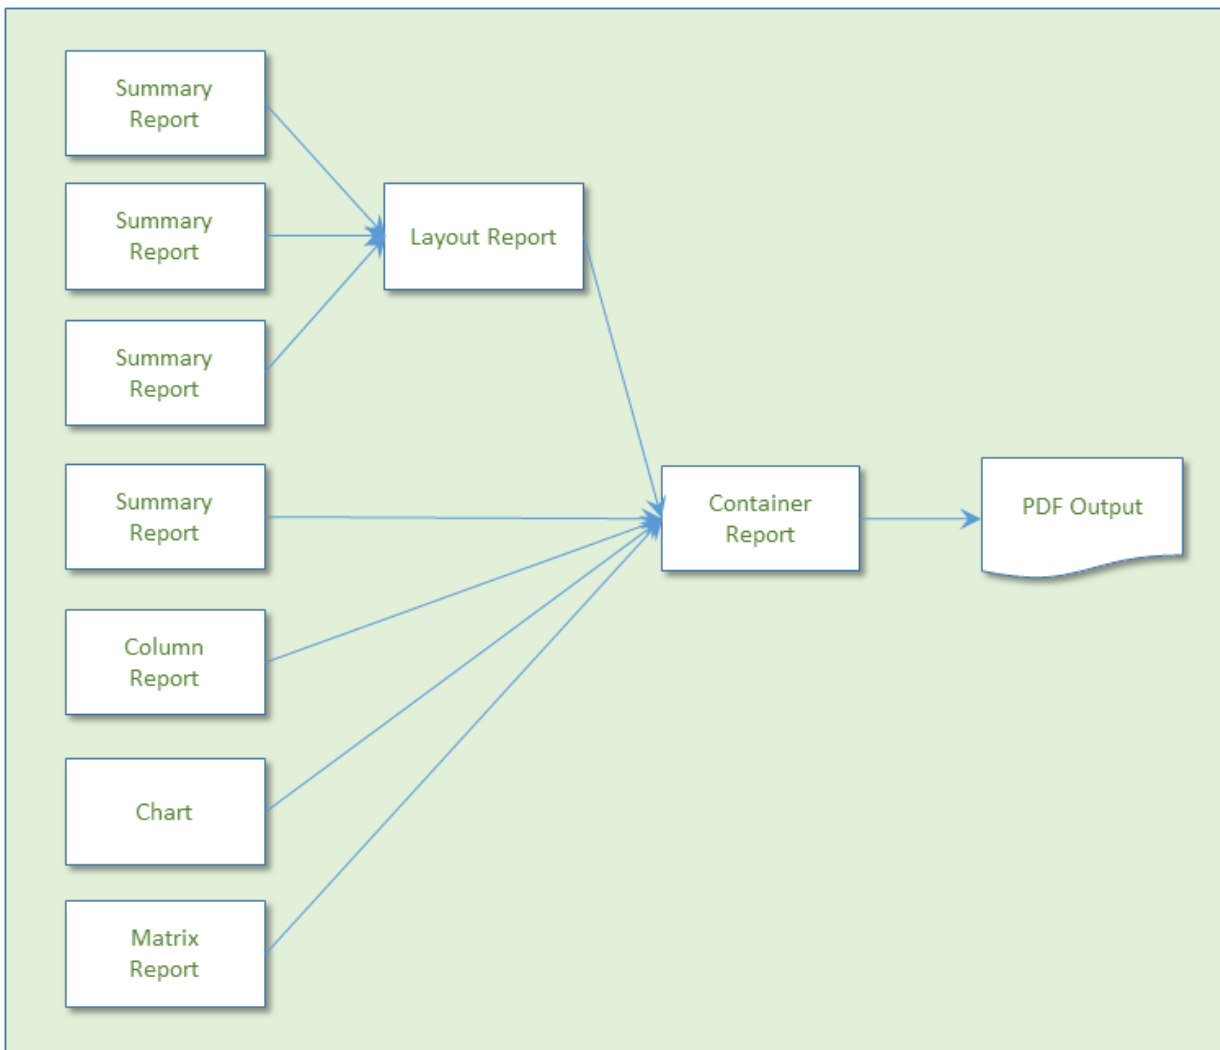 Summary
Report
Summary
Report
Layout Report
Summary
Report
Summary
Report
Container
Report
PDF Output
Column
Report
Chart
Matrix
Report